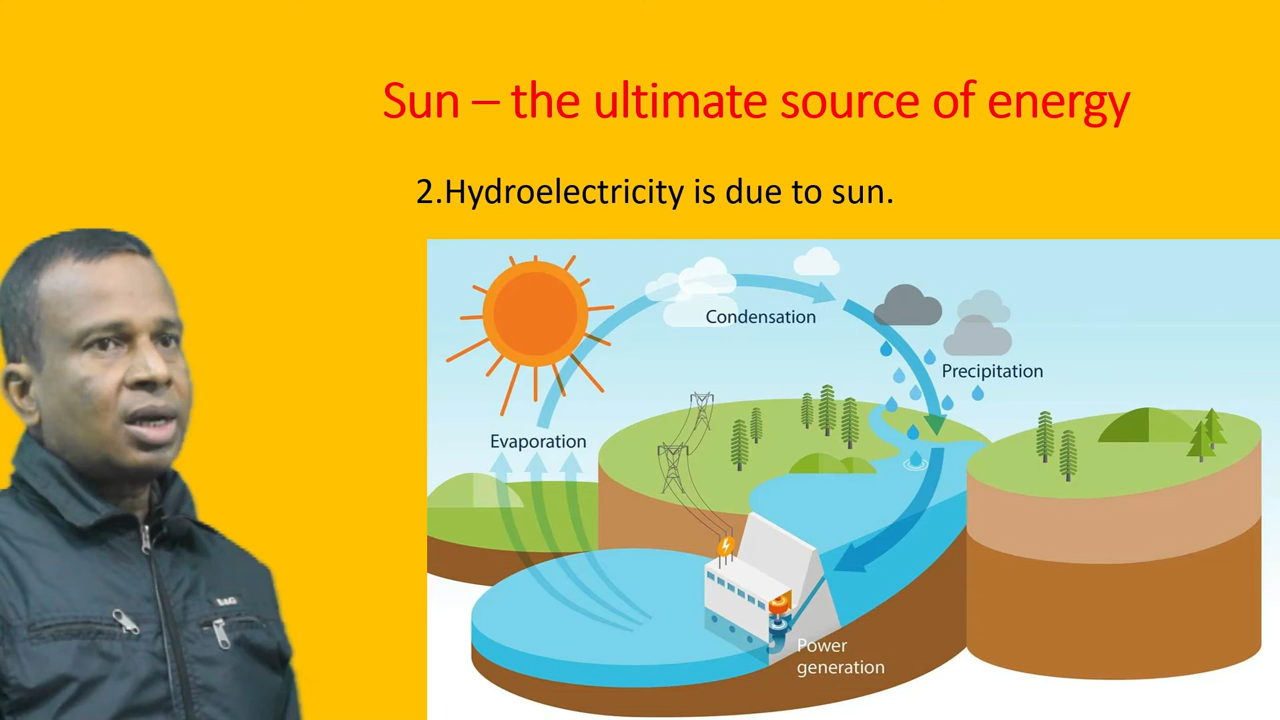 Sun – the ultimate source of energy
2.Hydroelectricity is due to sun.
Condensation
Precipitation
Evaporation
Power
generation